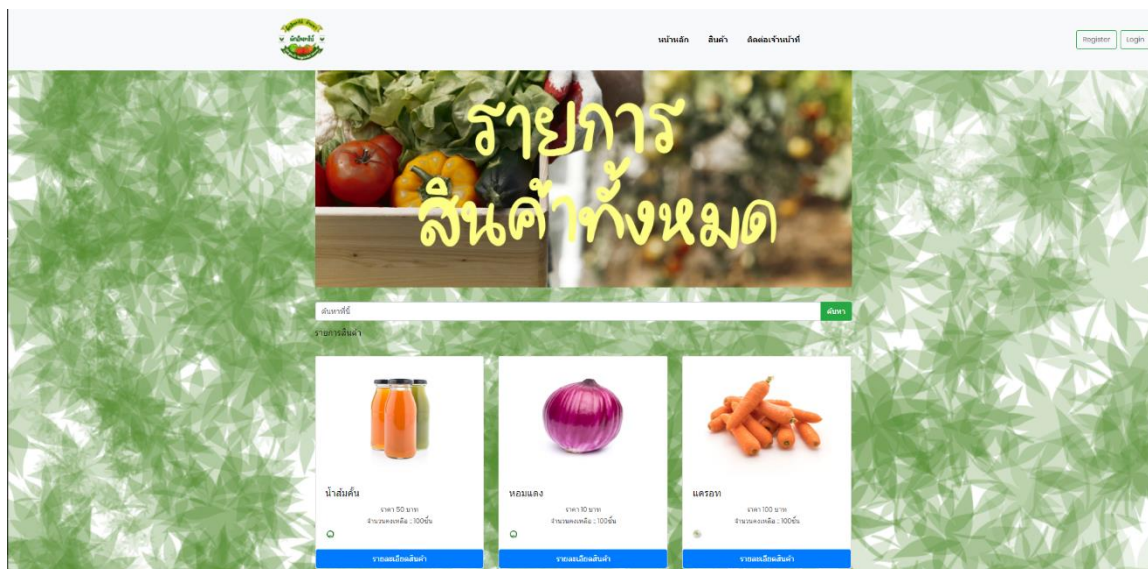 หน้าหลัก สินค้า ติดต่อเจ้าหน้าที่
Register Login
รายการ
สินค้าทั้งหมด
ค้นหาที่นี่ ค้นหา
รายการสินค้า
น้ำส้มคั้น
ราคา 50 บาท
จำนวนคงเหลือ : 100ชิ้น
รายละเอียดสินค้า
หอมแดง
ราคา 10 บาท
จำนวนคงเหลือ : 100ชิ้น
รายละเอียดสินค้า
แครอท
ราคา 100 บาท
จำนวนคงเหลือ : 100ชิ้น
รายละเอียดสินค้า